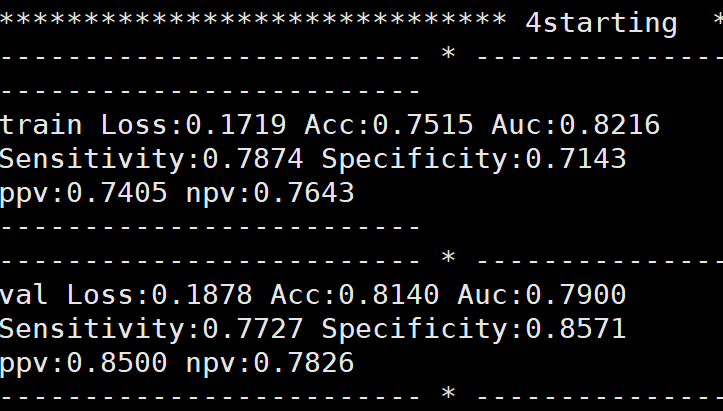 ****************************** 4starting  *
------------------------- * ---------------
-------------------------
train Loss:0.1719 Acc:0.7515 Auc:0.8216
Sensitivity:0.7874 Specificity:0.7143
ppv:0.7405 npv:0.7643
-------------------------
------------------------- * ---------------
val Loss:0.1878 Acc:0.8140 Auc:0.7900
Sensitivity:0.7727 Specificity:0.8571
ppv:0.8500 npv:0.7826
------------------------- * ---------------